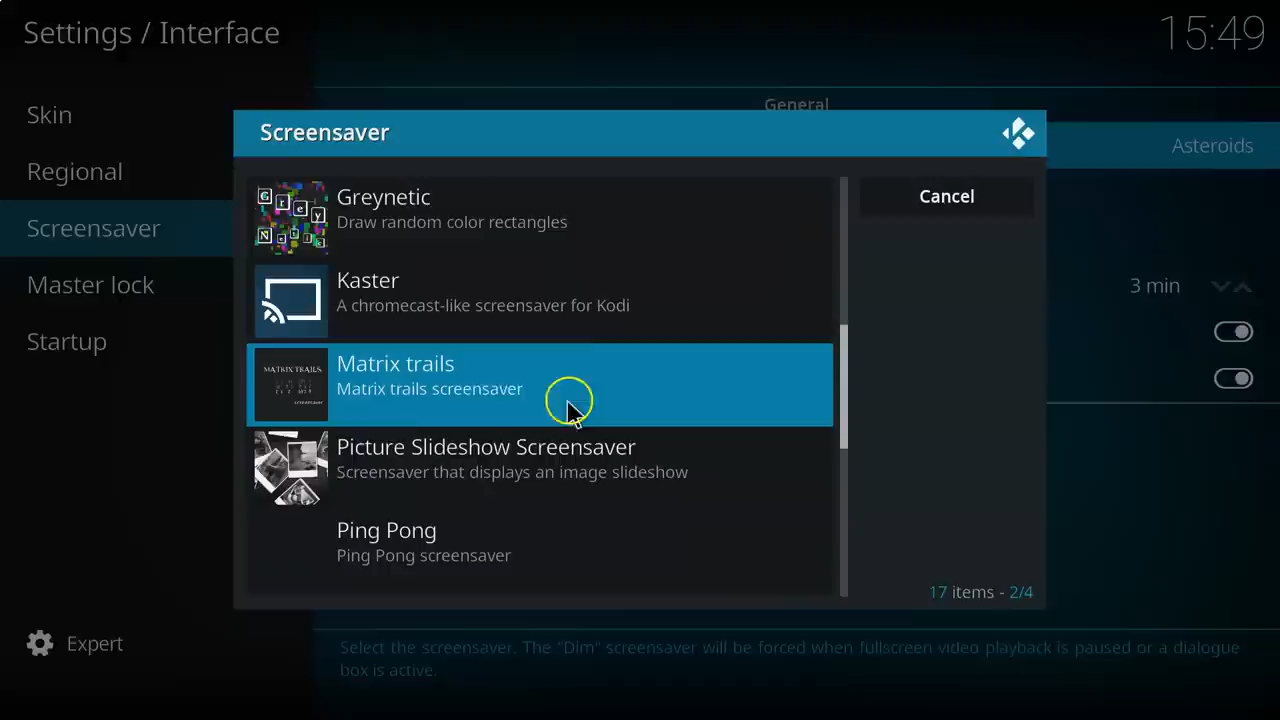 Settings / Interface
15:49
Skin
Regional
Screensaver
Master lock
Startup
Expert
General
Asteroids
3 min
Screensaver
Greynetic
Draw random color rectangles
Kaster
A chromecast-like screensaver for Kodi
MATRIX TRAILS
screensaver
Matrix trails
Matrix trails screensaver
Picture Slideshow Screensaver
Screensaver that displays an image slideshow
Ping Pong
Ping Pong screensaver
Cancel
17 items - 2/4
Select the screensaver. The "Dim" screensaver will be forced when fullscreen video playback is paused or a dialogue
box is active.